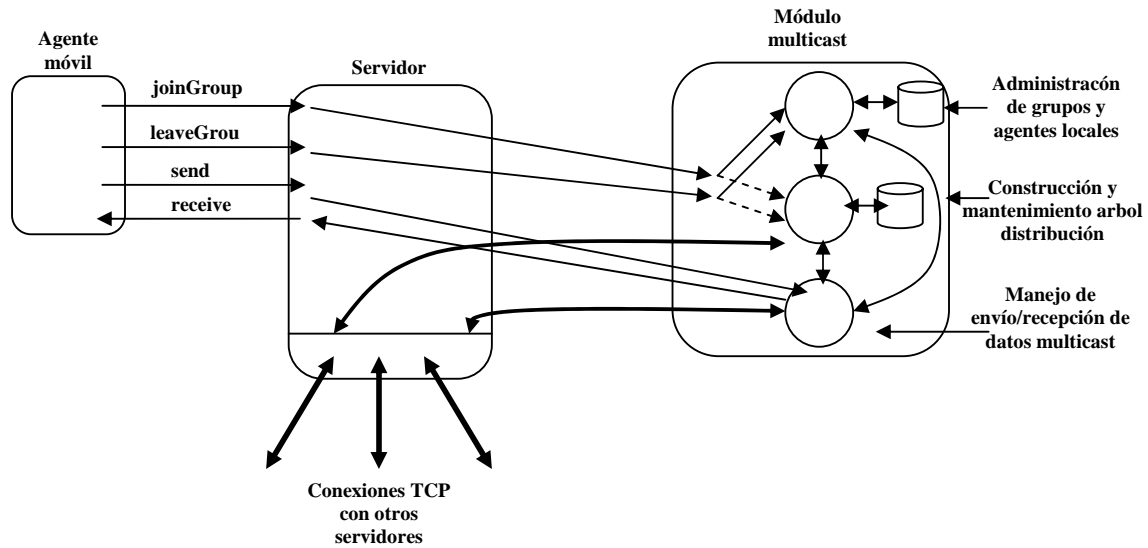 Agente
móvil
joinGroup
leaveGrou
send
receive
Servidor
Módulo
multicast
Administracón
de grupos y
agentes locales
Construcción y
mantenimiento arbol
distribución
Manejo de
envío/recepción de
datos multicast
Conexiones TCP
con otros
servidores